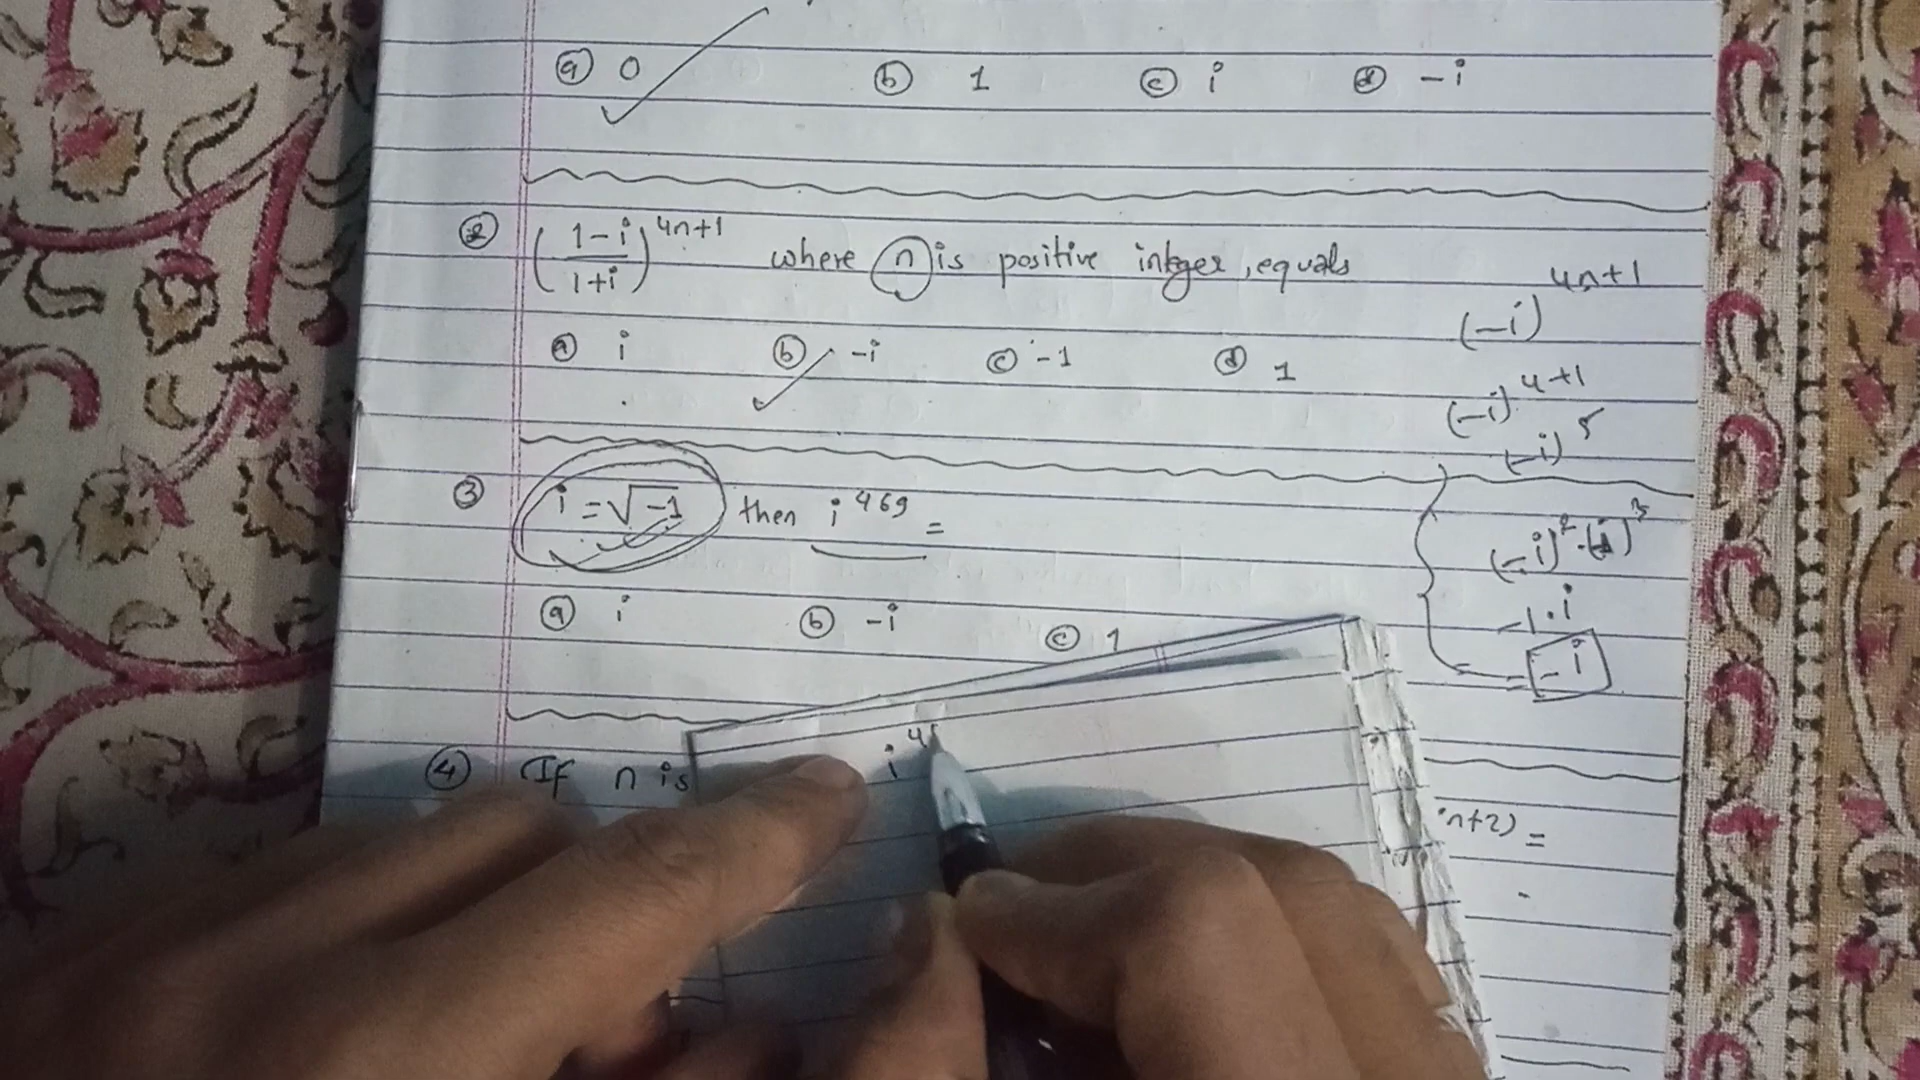 (a) 0 (b) 1 (c) i (d) -i
(2) ((1-i)/(1+i))^(4n+1) where (n) is positive integer, equals
(-i)^(4n+1)
(a) i (b) -i (c) -1 (d) 1
(-i)^(4+1)
(-i)^5
(3) i = √-1 then i^469 =
(-i)^2 · (i)^3
(a) i (b) -i (c) 1
-1·i
= -i
i^4
(4) If n is
n+2) =